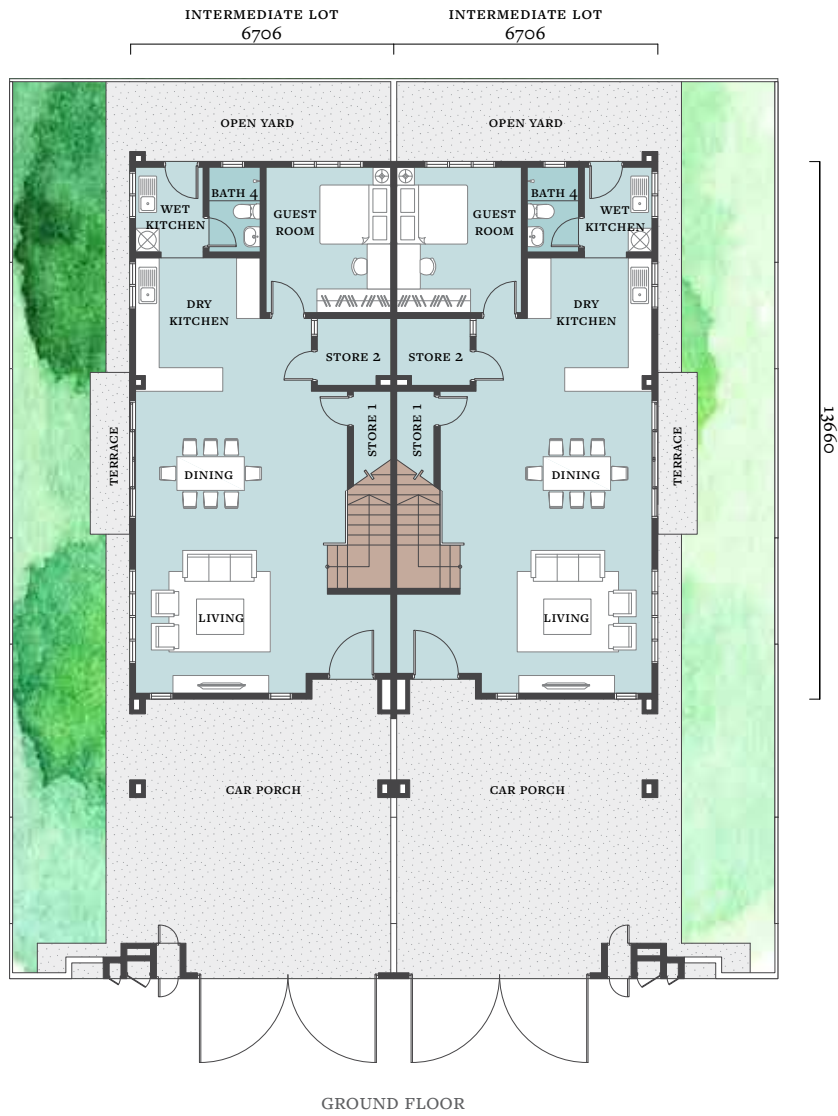 INTERMEDIATE LOT INTERMEDIATE LOT
6706 6706
OPEN YARD OPEN YARD
BATH 4 BATH 4
WET KITCHEN GUEST ROOM GUEST ROOM WET KITCHEN
DRY KITCHEN DRY KITCHEN
STORE 2 STORE 2
STORE 1 STORE 1
13660
TERRACE TERRACE
DINING DINING
LIVING LIVING
CAR PORCH CAR PORCH
GROUND FLOOR